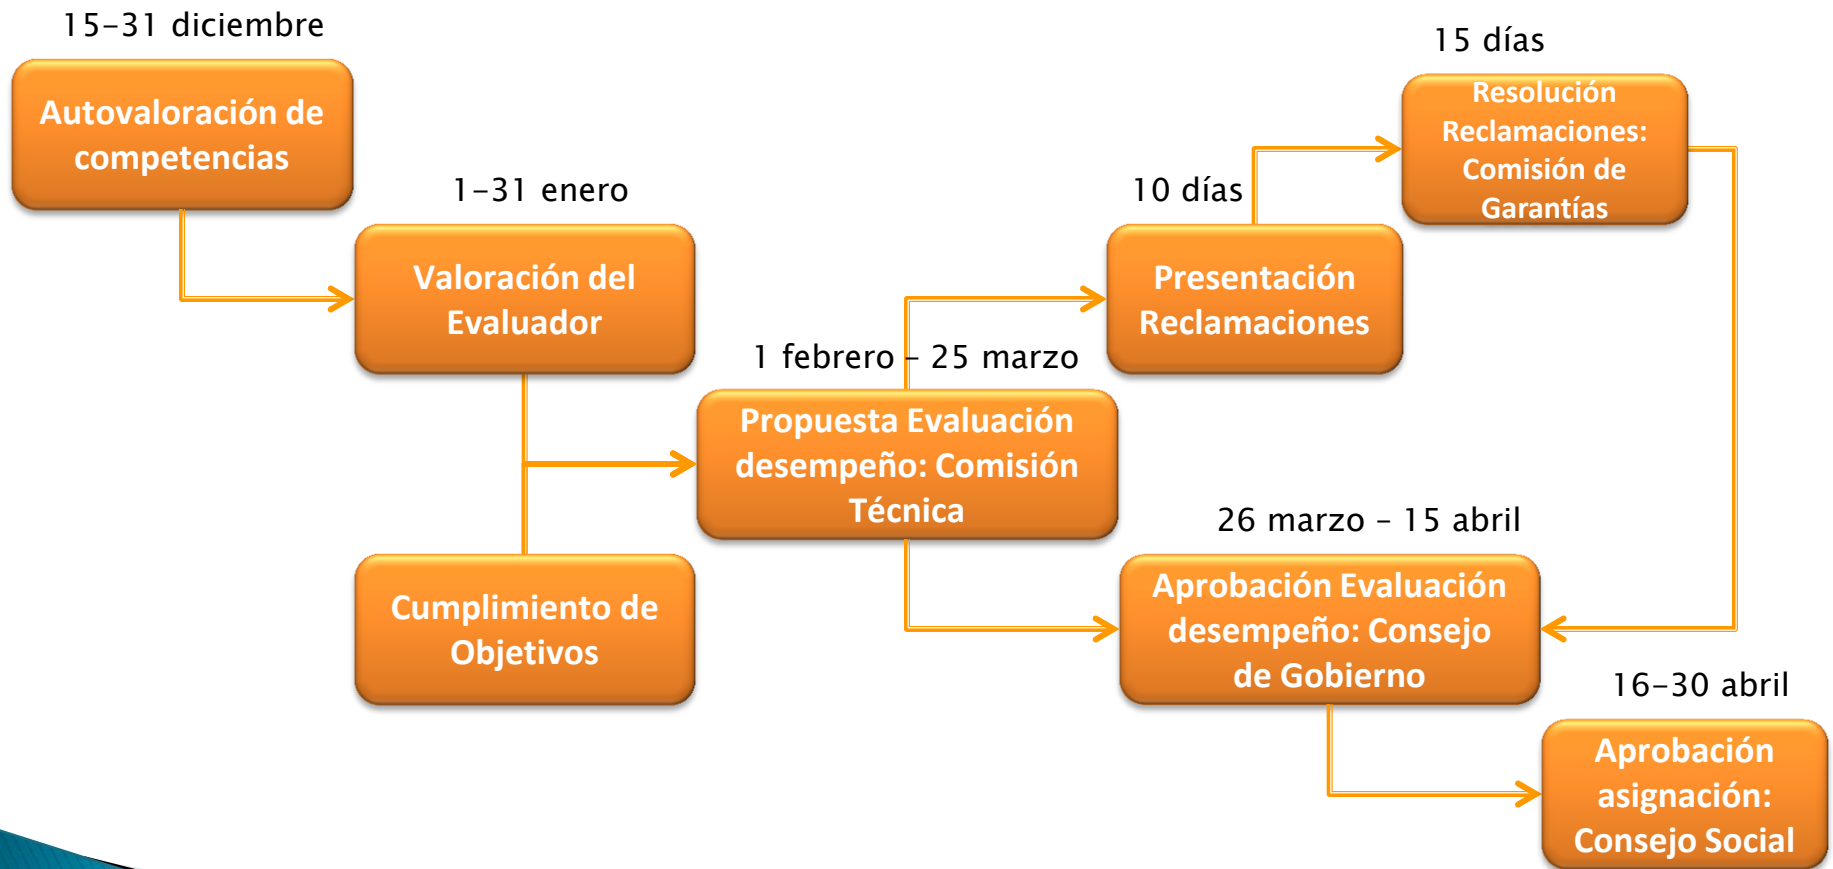 15-31 diciembre
Autovaloración de
competencias
1-31 enero
Valoración del
Evaluador
Cumplimiento de
Objetivos
1 febrero – 25 marzo
Propuesta Evaluación
desempeño: Comisión
Técnica
10 días
Presentación
Reclamaciones
15 días
Resolución
Reclamaciones:
Comisión de
Garantías
26 marzo – 15 abril
Aprobación Evaluación
desempeño: Consejo
de Gobierno
16-30 abril
Aprobación
asignación:
Consejo Social